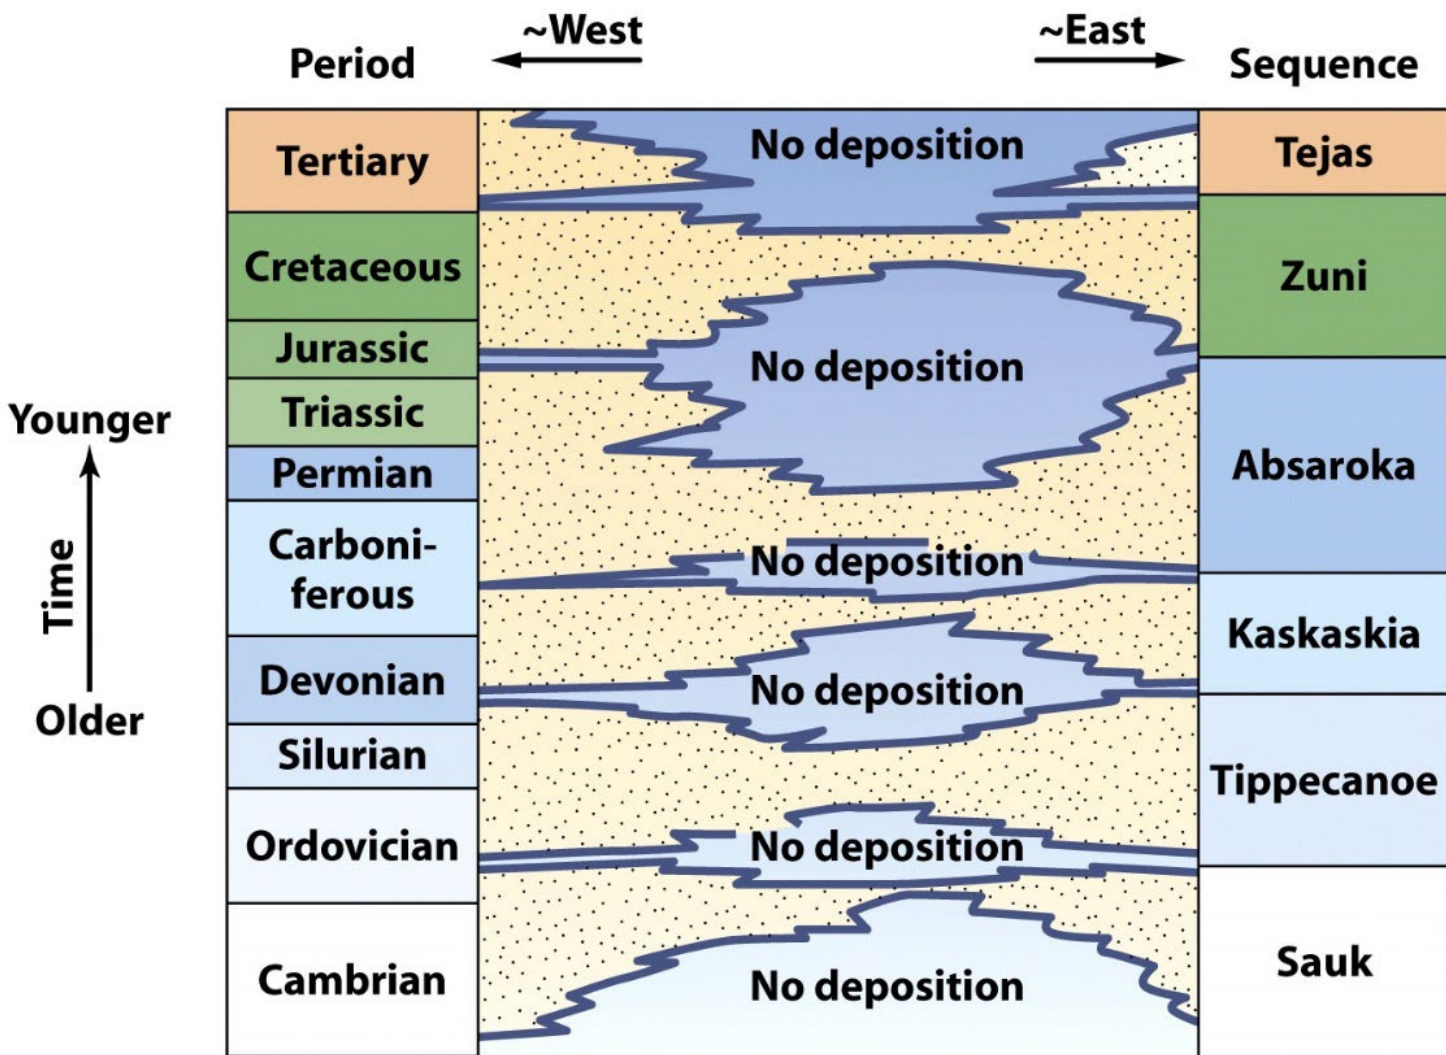 ~West
~East
Period
Sequence
Tertiary
No deposition
Tejas
Cretaceous
Zuni
Jurassic
No deposition
Triassic
Younger
Permian
Absaroka
Carboni-
ferous
No deposition
Time
Kaskaskia
Devonian
No deposition
Older
Silurian
Tippecanoe
Ordovician
No deposition
Cambrian
No deposition
Sauk